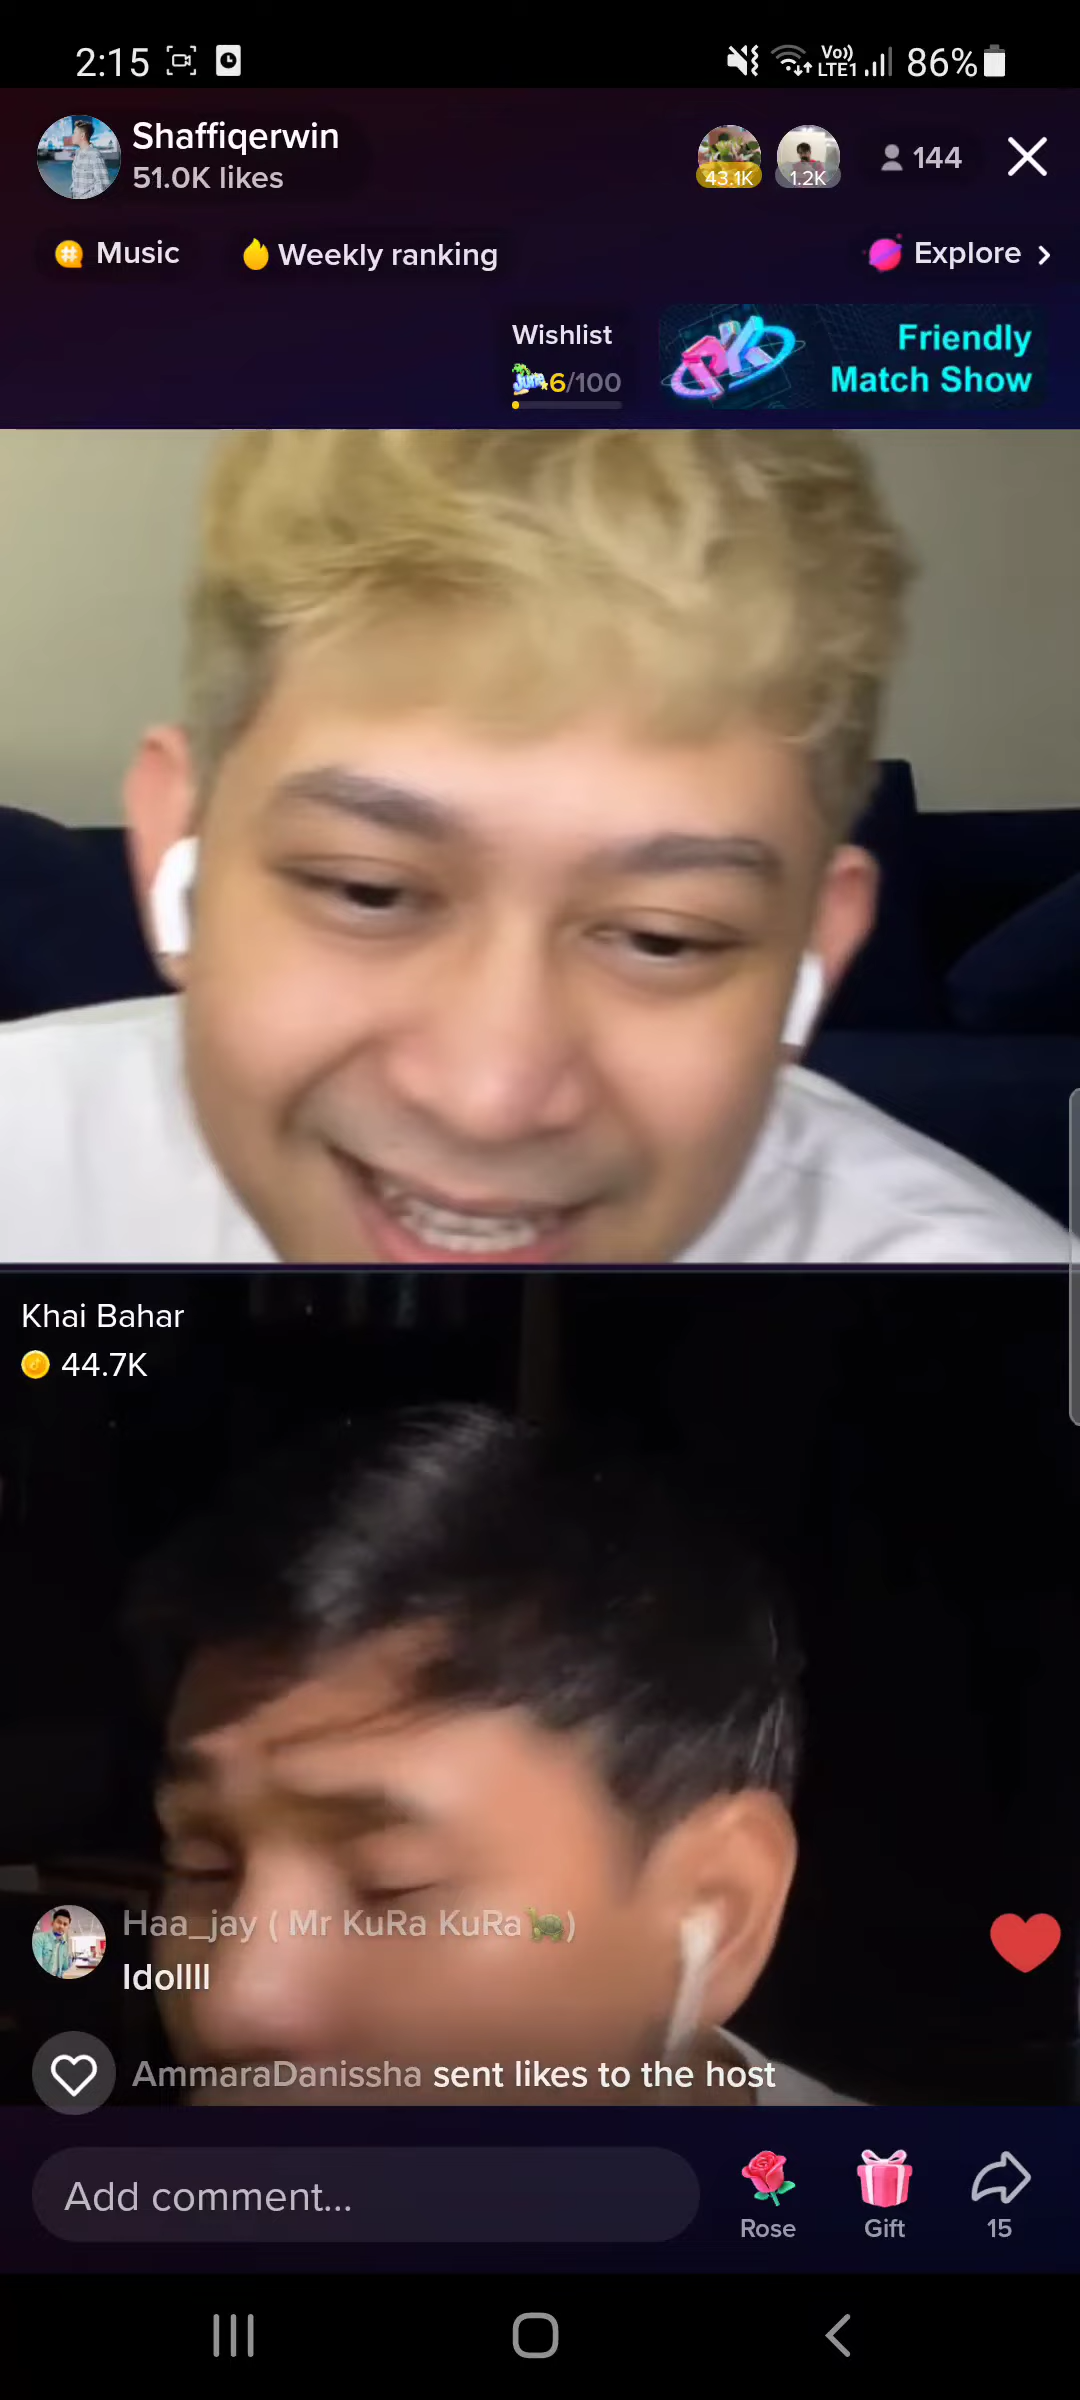 2:15
Vo))
LTE1
86%
Shaffiqerwin
51.0K likes
43.1K
1.2K
144
Music
Weekly ranking
Explore
Wishlist
6/100
Friendly
Match Show
Khai Bahar
44.7K
Haa_jay ( Mr KuRa KuRa🐢)
Idollll
AmmaraDanissha sent likes to the host
Add comment...
Rose
Gift
15